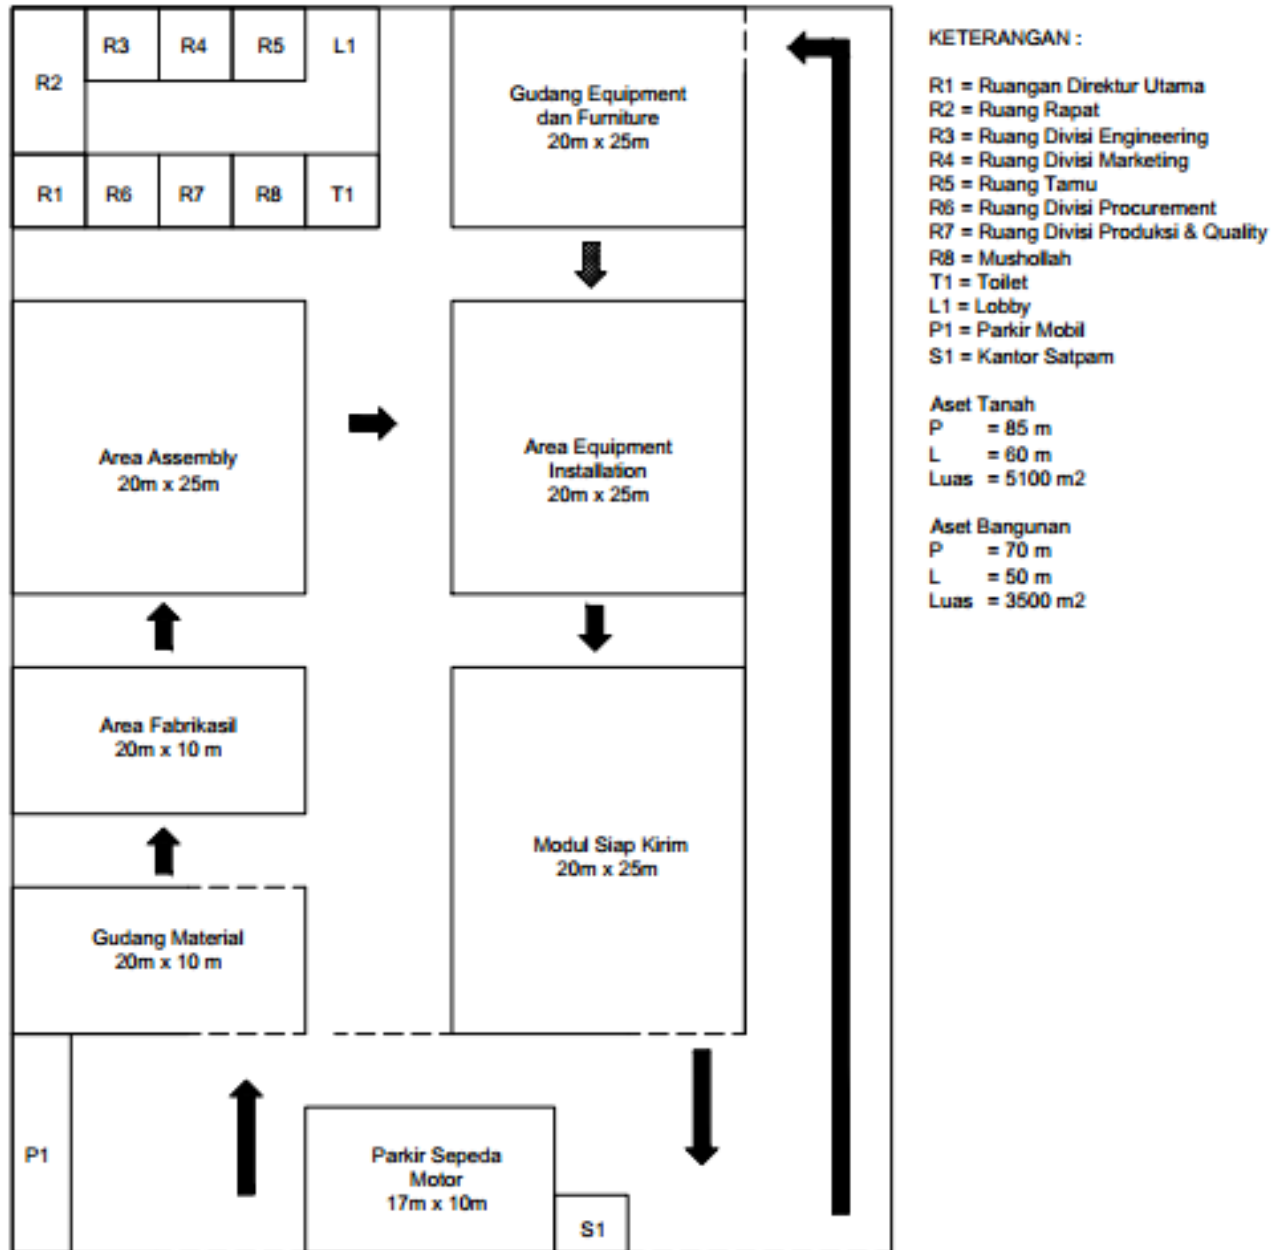 R2
R3
R4
R5
L1
R1
R6
R7
R8
T1
Gudang Equipment
dan Furniture
20m x 25m
Area Assembly
20m x 25m
Area Equipment
Installation
20m x 25m
Area Fabrikasil
20m x 10 m
Modul Siap Kirim
20m x 25m
Gudang Material
20m x 10 m
P1
Parkir Sepeda
Motor
17m x 10m
S1
KETERANGAN :
R1 = Ruangan Direktur Utama
R2 = Ruang Rapat
R3 = Ruang Divisi Engineering
R4 = Ruang Divisi Marketing
R5 = Ruang Tamu
R6 = Ruang Divisi Procurement
R7 = Ruang Divisi Produksi & Quality
R8 = Mushollah
T1 = Toilet
L1 = Lobby
P1 = Parkir Mobil
S1 = Kantor Satpam
Aset Tanah
P = 85 m
L = 60 m
Luas = 5100 m2
Aset Bangunan
P = 70 m
L = 50 m
Luas = 3500 m2